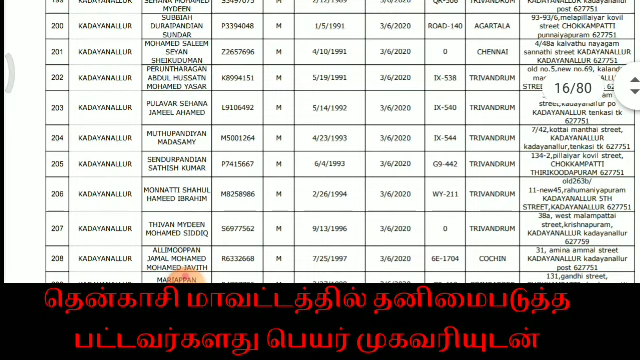 MYDEEN KADAYANALLUR 627751
200 KADAYANALLUR SUBBIAH DURAIPANDIAN SUNDAR P3394048 M 1/5/1991 3/6/2020 ROAD-140 AGARTALA 93-93/6,melapillaiyar kovil street CHOKKAMPATTI punnaiyapuram 627751
201 KADAYANALLUR MOHAMED SALEEM SEYAN SHEIKUDUMAN Z2657696 M 4/10/1991 3/6/2020 0 CHENNAI 4/48a kalvathu nayagam sannathi street KADAYANALLUR KADAYANALLUR 627751
202 KADAYANALLUR PERUNTHARAGAN ABDUL HUSSATN MOHAMED YASAR K8994151 M 5/19/1991 3/6/2020 IX-538 TRIVANDRUM old no.5,new no.69, STREET
16/80
203 KADAYANALLUR PULAVAR SEHANA JAMEEL AHAMED L9106492 M 5/14/1992 3/6/2020 IX-540 TRIVANDRUM street,kadayanallur po KADAYANALLUR tenkasi tk 627751
204 KADAYANALLUR MUTHUPANDIYAN MADASAMY M5001264 M 4/23/1993 3/6/2020 IX-544 TRIVANDRUM 7/42,kottai manthai street, KADAYANALLUR kadayanallur,tenkasi tk 627751
205 KADAYANALLUR SENDURPANDIAN SATHISH KUMAR P7415667 M 6/4/1993 3/6/2020 G9-442 TRIVANDRUM 134-2,pillaiyar kovil street, CHOKKAMPATTI THIRIKOODAPURAM 627751
206 KADAYANALLUR MONNATTI SHAHUL HAMEED IBRAHIM M8258986 M 2/26/1994 3/6/2020 WY-211 TRIVANDRUM old263b/ 11-new45,rahumaniyapuram KADAYANALLUR 5TH STREET,KADAYANALLUR 627751
207 KADAYANALLUR THIVAN MYDEEN MOHAMED SIDDIQ S6977562 M 9/13/1996 3/6/2020 0 TRIVANDRUM 38a, west malampattai street,krishnapuram, KADAYANALLUR kadayanallur 627759
208 KADAYANALLUR ALLIMOOPPAN JAMAL MOHAMED MOHAMED JAVITH R6332668 M 7/25/1997 3/6/2020 6E-1704 COCHIN 31, amina ammal street KADAYANALLUR kadayanallur post 627751
MARIAPPAN 131,gandhi street,
தென்காசி மாவட்டத்தில் தனிமைபடுத்த
பட்டவர்களது பெயர் முகவரியுடன்